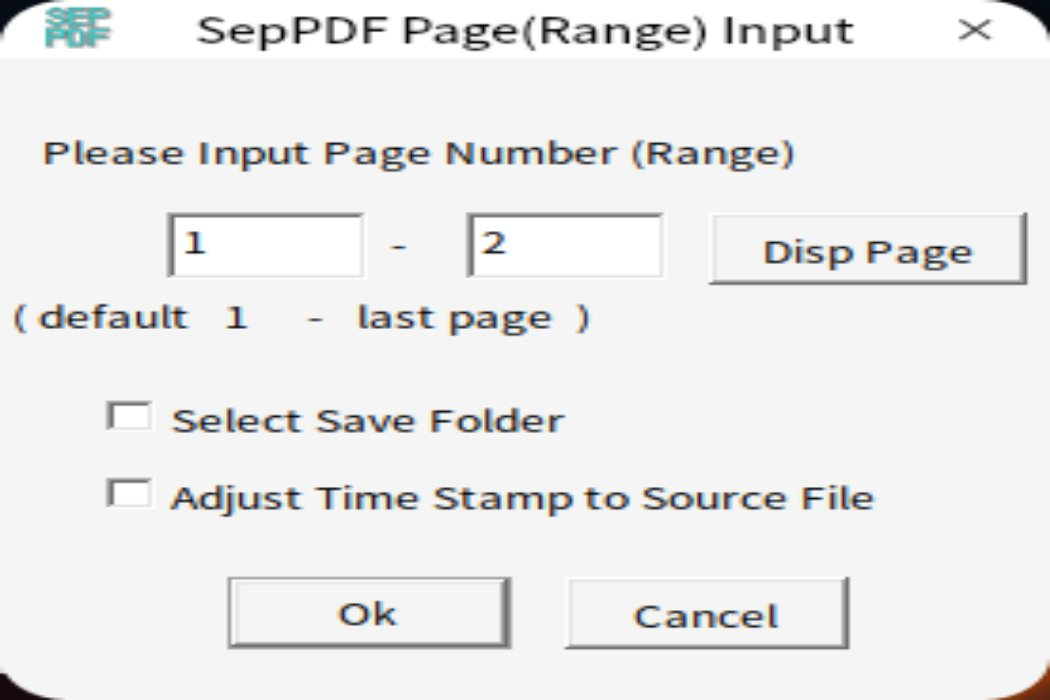 SEP
PDF
SepPDF Page(Range) Input
Please Input Page Number (Range)
1 - 2 Disp Page
( default 1 - last page )
Select Save Folder
Adjust Time Stamp to Source File
Ok Cancel